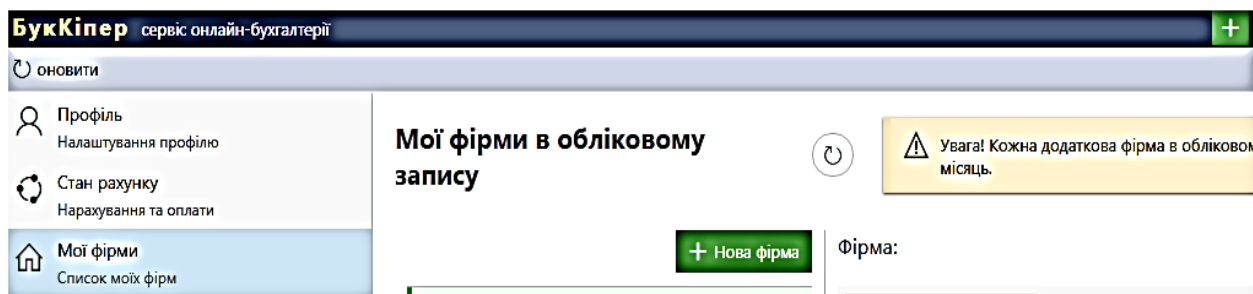 БукКіпер сервіс онлайн-бухгалтерії
оновити
Профіль
Налаштування профілю
Стан рахунку
Нарахування та оплати
Мої фірми
Список моїх фірм
Мої фірми в обліковому
запису
Увага! Кожна додаткова фірма в обліковом
місяць.
+ Нова фірма
Фірма: